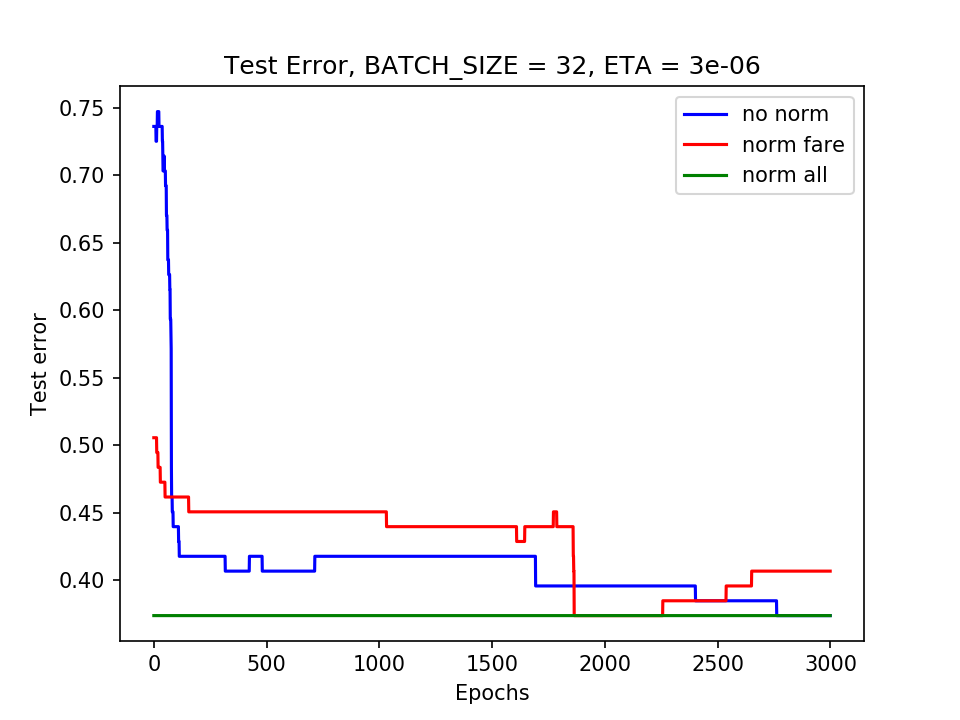 Test Error, BATCH_SIZE = 32, ETA = 3e-06
no norm
norm fare
norm all
Test error
0.75
0.70
0.65
0.60
0.55
0.50
0.45
0.40
0 500 1000 1500 2000 2500 3000
Epochs